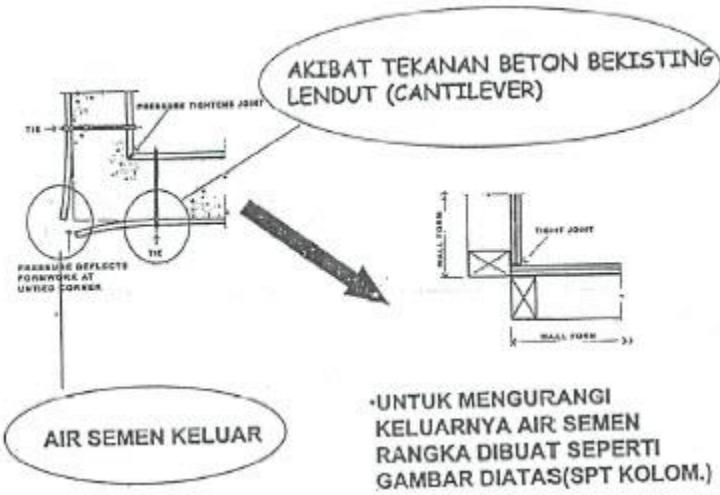 AKIBAT TEKANAN BETON BEKISTING
LENDUT (CANTILEVER)
PRESSURE TIGHTENS JOINT
TIE
TIE
PRESSURE DEFLECTS
FORMWORK AT
UNTIED CORNER
WALL FORM
TIGHT JOINT
WALL FORM
AIR SEMEN KELUAR
•UNTUK MENGURANGI
KELUARNYA AIR SEMEN
RANGKA DIBUAT SEPERTI
GAMBAR DIATAS(SPT KOLOM.)